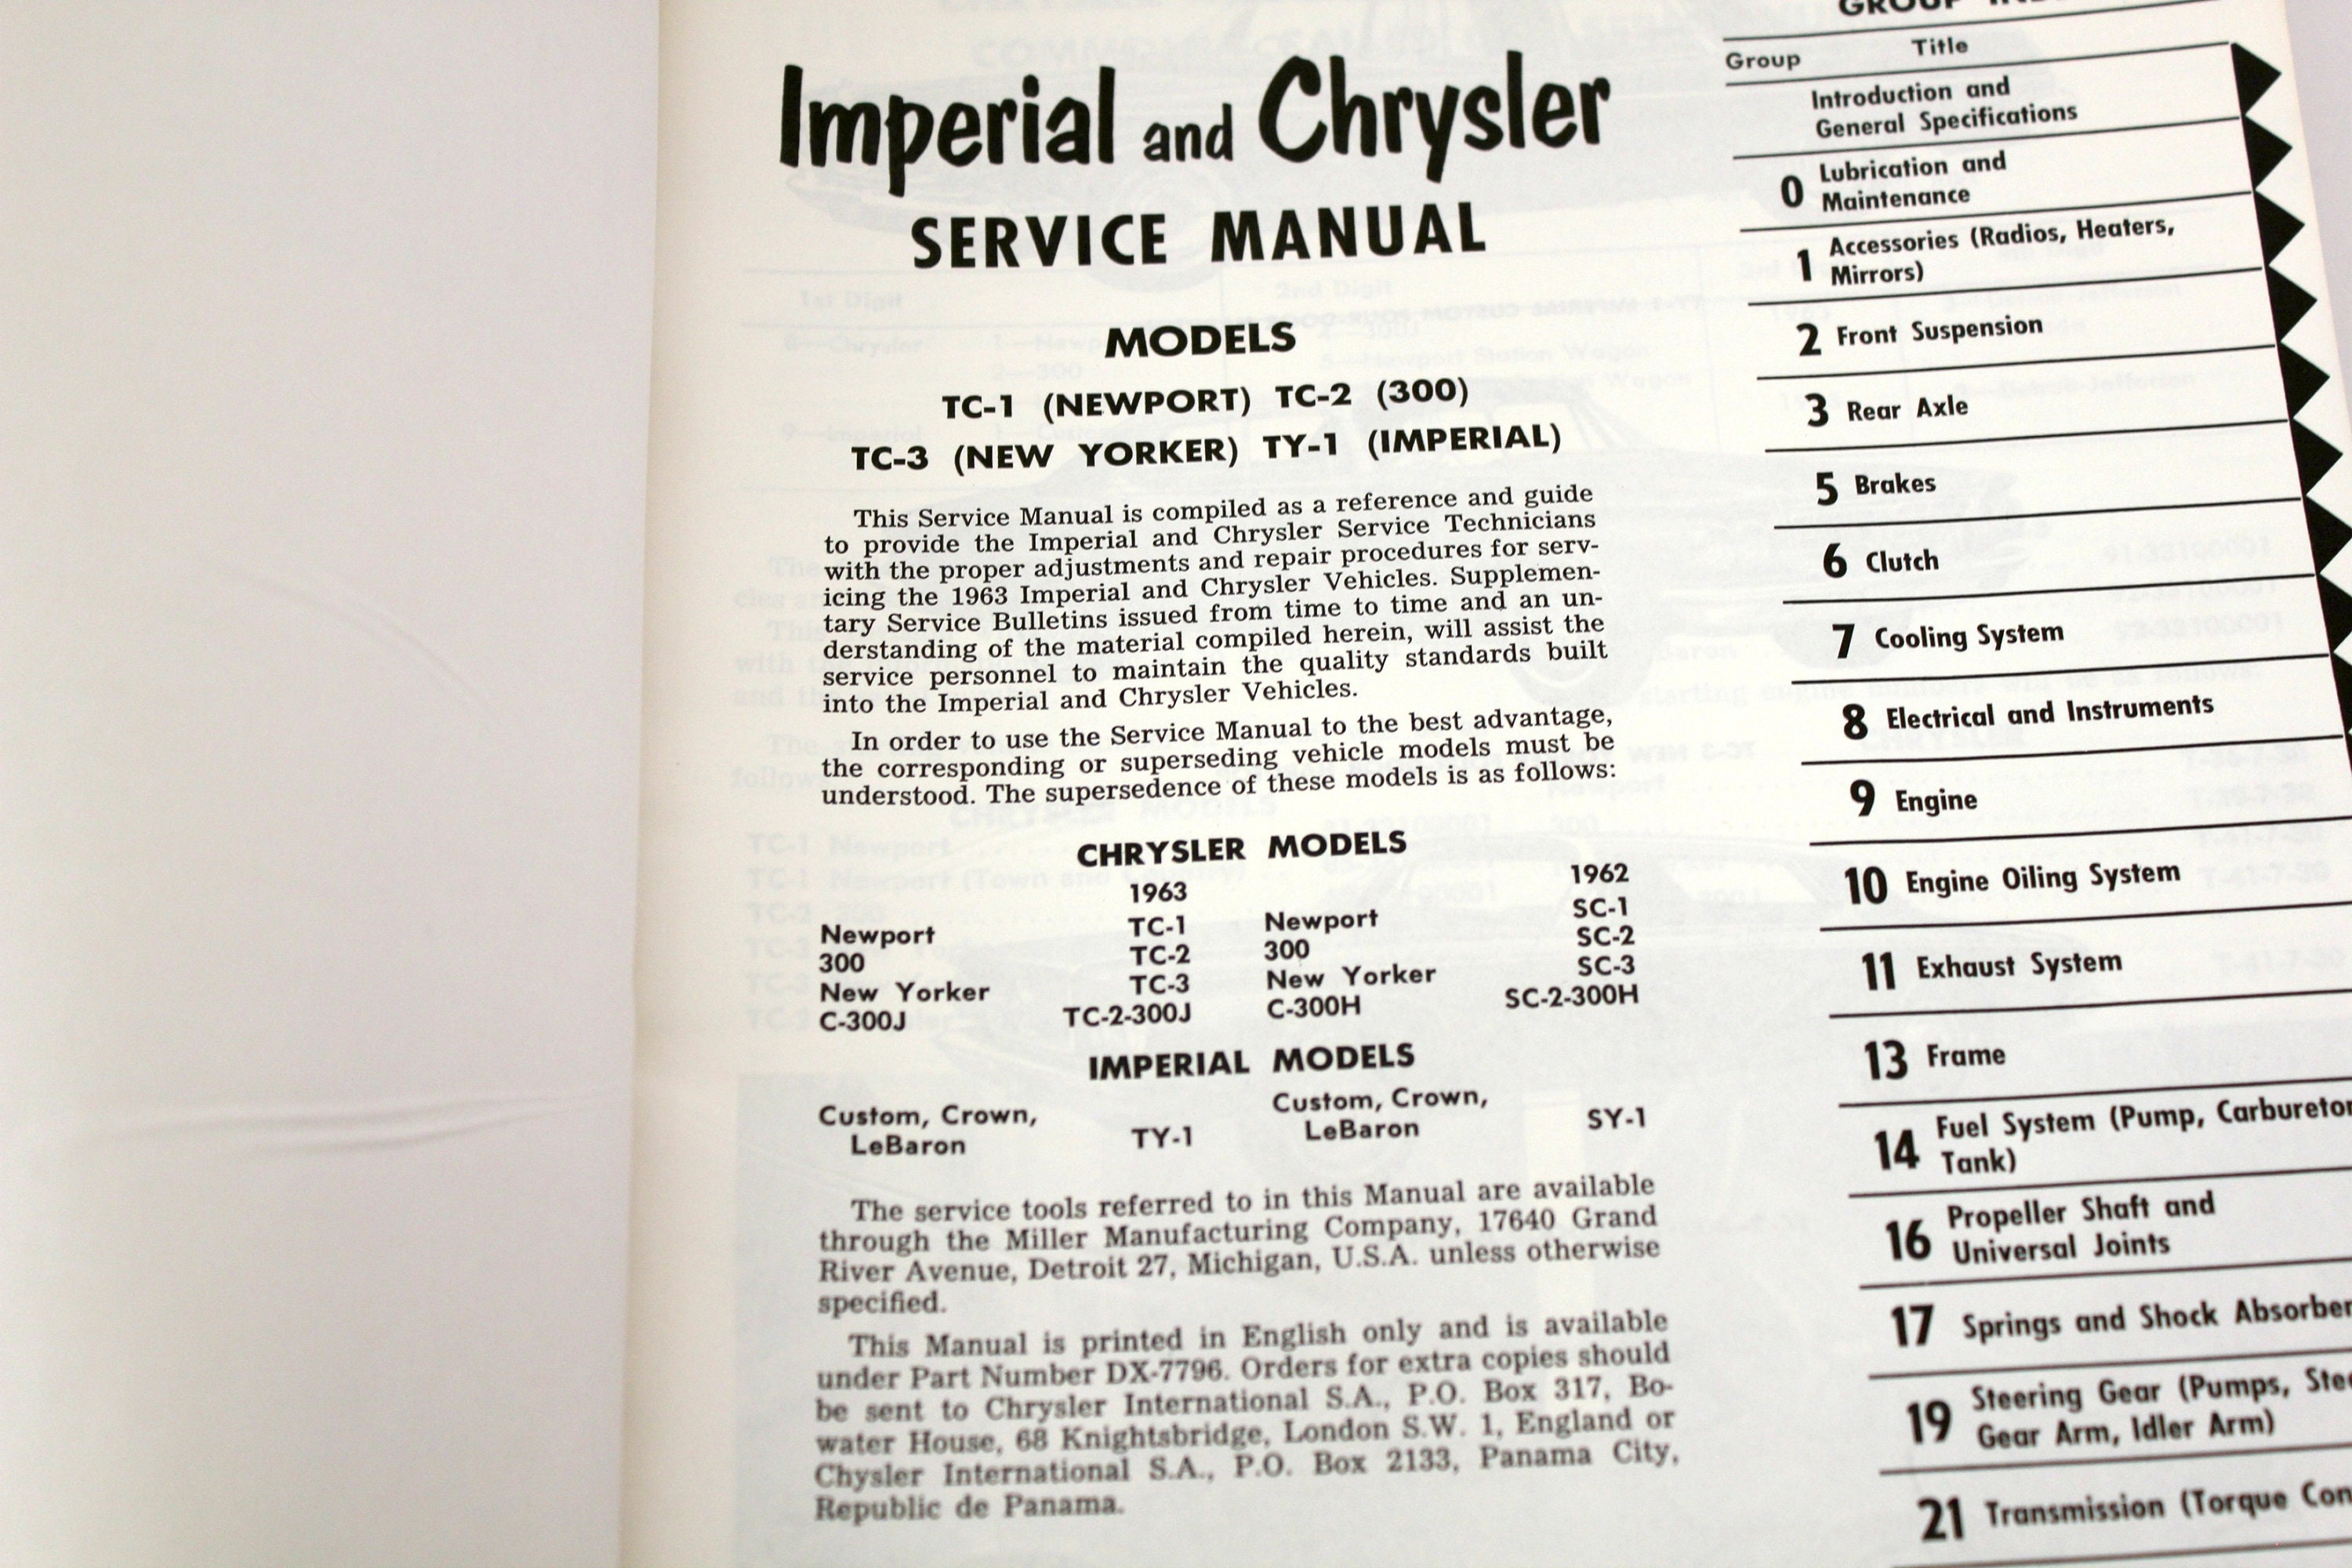 Imperial and Chrysler
SERVICE MANUAL
MODELS
TC-1 (NEWPORT) TC-2 (300)
TC-3 (NEW YORKER) TY-1 (IMPERIAL)
This Service Manual is compiled as a reference and guide
to provide the Imperial and Chrysler Service Technicians
with the proper adjustments and repair procedures for serv-
icing the 1963 Imperial and Chrysler Vehicles. Supplemen-
tary Service Bulletins issued from time to time and an un-
derstanding of the material compiled herein, will assist the
service personnel to maintain the quality standards built
into the Imperial and Chrysler Vehicles.
In order to use the Service Manual to the best advantage,
the corresponding or superseding vehicle models must be
understood. The supersedence of these models is as follows:
CHRYSLER MODELS
1963 1962
Newport TC-1 Newport SC-1
300 TC-2 300 SC-2
New Yorker TC-3 New Yorker SC-3
C-300J TC-2-300J C-300H SC-2-300H
IMPERIAL MODELS
Custom, Crown, Custom, Crown,
LeBaron TY-1 LeBaron SY-1
The service tools referred to in this Manual are available
through the Miller Manufacturing Company, 17640 Grand
River Avenue, Detroit 27, Michigan, U.S.A. unless otherwise
specified.
This Manual is printed in English only and is available
under Part Number DX-7796. Orders for extra copies should
be sent to Chrysler International S.A., P.O. Box 317, Bo-
water House, 68 Knightsbridge, London S.W. 1, England or
Chysler International S.A., P.O. Box 2133, Panama City,
Republic de Panama.
GROUP
Group Title
Introduction and
General Specifications
0 Lubrication and
Maintenance
1 Accessories (Radios, Heaters,
Mirrors)
2 Front Suspension
3 Rear Axle
5 Brakes
6 Clutch
7 Cooling System
8 Electrical and Instruments
9 Engine
10 Engine Oiling System
11 Exhaust System
13 Frame
14 Fuel System (Pump, Carburetor
Tank)
16 Propeller Shaft and
Universal Joints
17 Springs and Shock Absorber
19 Steering Gear (Pumps, Stee
Gear Arm, Idler Arm)
21 Transmission (Torque Con